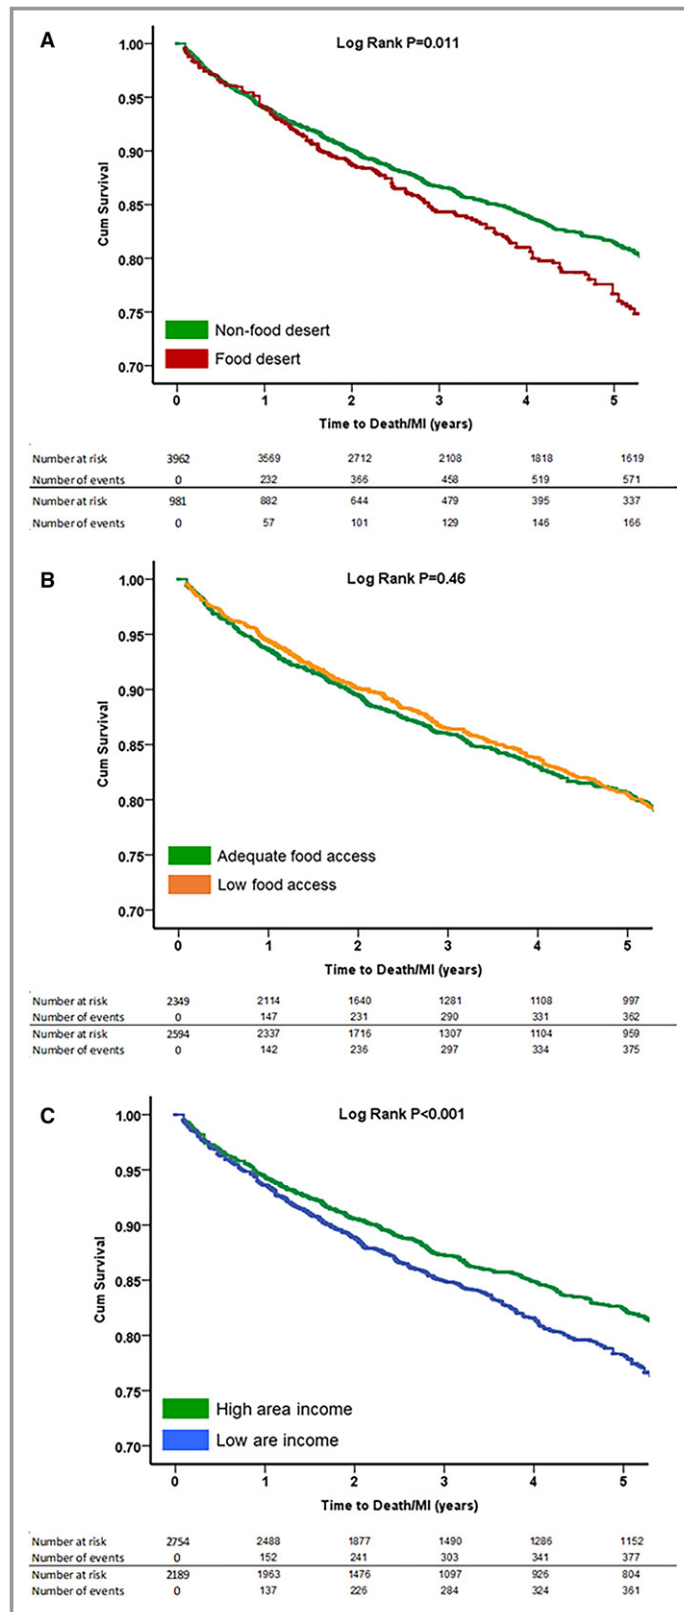 A
Log Rank P=0.011
1.00
0.95
0.90
0.85
0.80
0.75
0.70
Cum Survival
Non-food desert
Food desert
0 1 2 3 4 5
Time to Death/MI (years)
Number at risk 3962 3569 2712 2108 1818 1619
Number of events 0 232 366 458 519 571
Number at risk 981 882 644 479 395 337
Number of events 0 57 101 129 146 166
B
Log Rank P=0.46
1.00
0.95
0.90
0.85
0.80
0.75
0.70
Cum Survival
Adequate food access
Low food access
0 1 2 3 4 5
Time to Death/MI (years)
Number at risk 2349 2114 1640 1281 1108 997
Number of events 0 147 231 290 331 362
Number at risk 2594 2337 1716 1307 1104 959
Number of events 0 142 236 297 334 375
C
Log Rank P<0.001
1.00
0.95
0.90
0.85
0.80
0.75
0.70
Cum Survival
High area income
Low are income
0 1 2 3 4 5
Time to Death/MI (years)
Number at risk 2754 2488 1877 1490 1286 1152
Number of events 0 152 241 303 341 377
Number at risk 2189 1963 1476 1097 926 804
Number of events 0 137 226 284 324 361